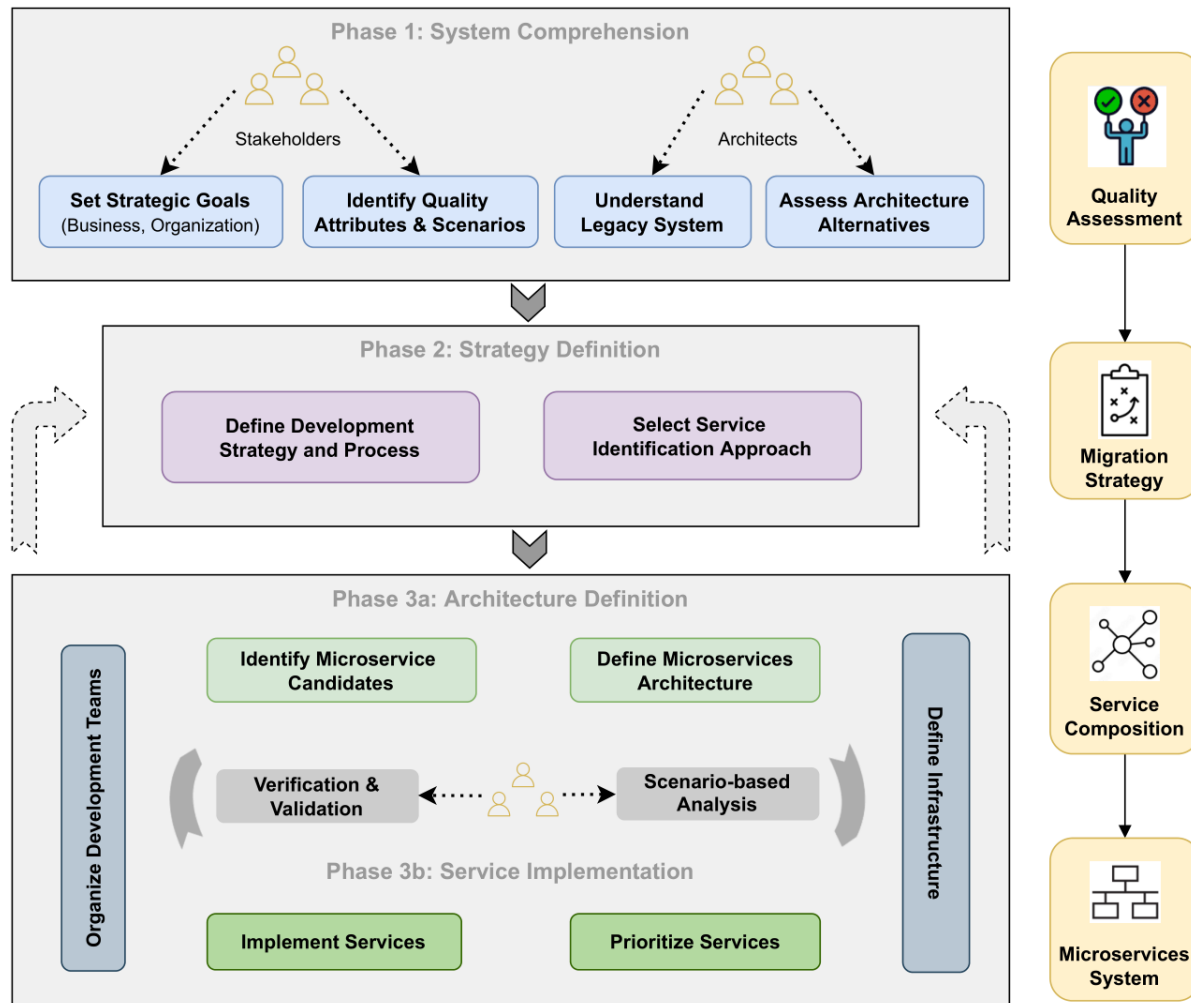 Phase 1: System Comprehension
Stakeholders
Architects
Set Strategic Goals
(Business, Organization)
Identify Quality
Attributes & Scenarios
Understand
Legacy System
Assess Architecture
Alternatives
Phase 2: Strategy Definition
Define Development
Strategy and Process
Select Service
Identification Approach
Phase 3a: Architecture Definition
Organize Development Teams
Identify Microservice
Candidates
Define Microservices
Architecture
Define Infrastructure
Verification &
Validation
Scenario-based
Analysis
Phase 3b: Service Implementation
Implement Services
Prioritize Services
Quality
Assessment
Migration
Strategy
Service
Composition
Microservices
System